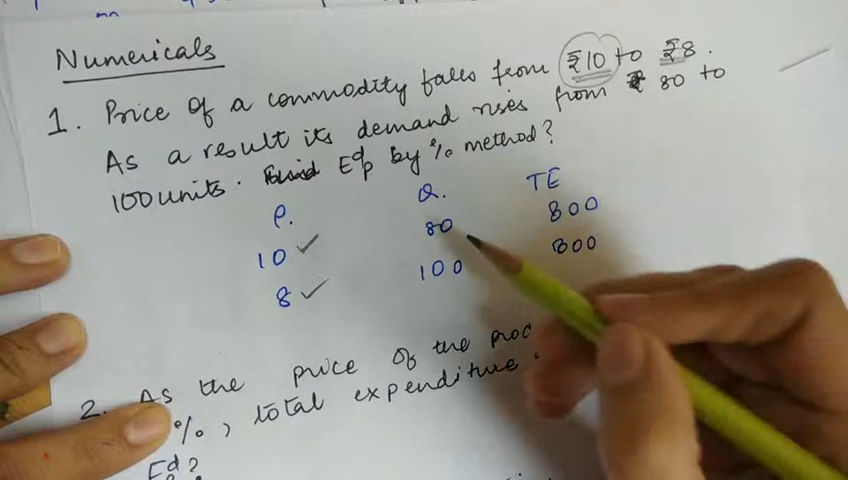 Numericals
1. Price of a commodity falls from ₹10 to ₹8.
As a result its demand rises from 80 to
100 units. Find Edp by % method?
P. Q. TE
10 ✓ 80 800
8 ✓ 100 800
2. As the price of the prod
%, total expenditure
Ed?